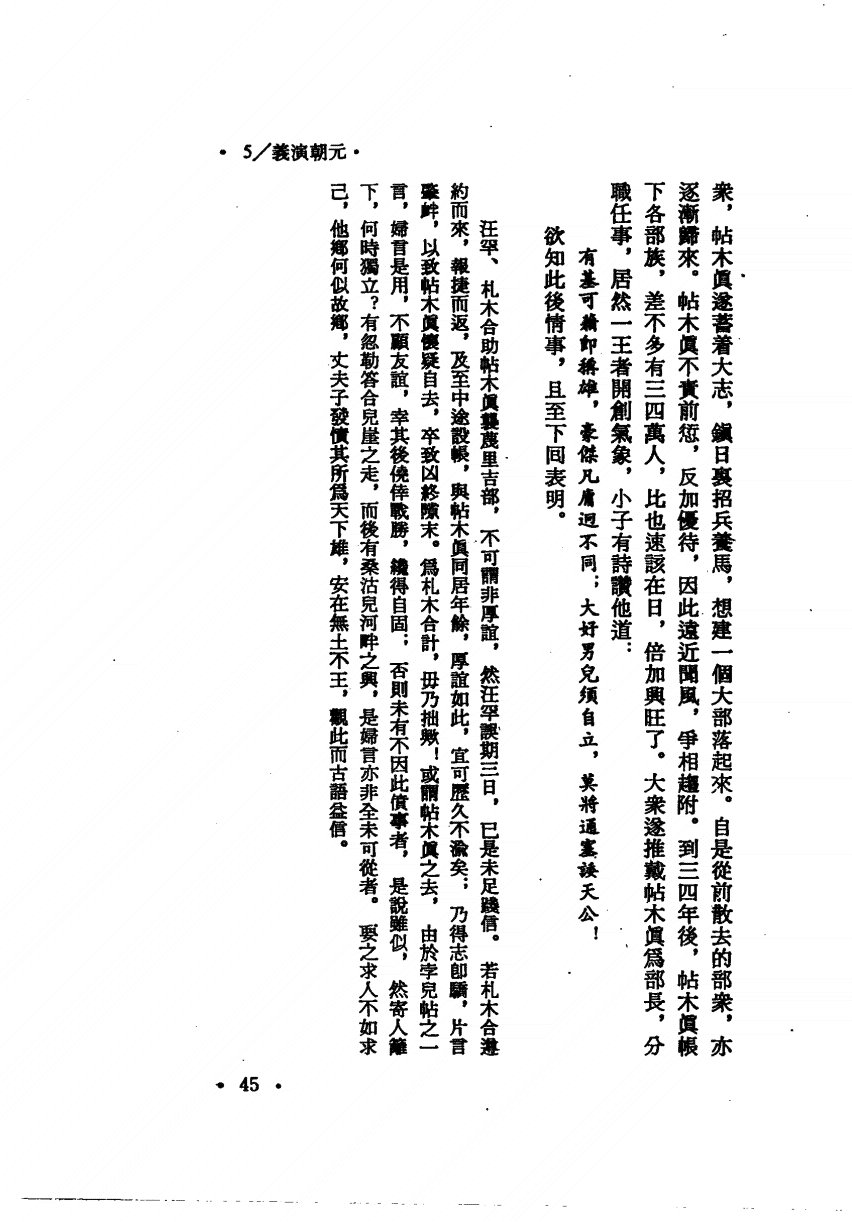 衆，帖木眞遂蓄着大志，鎭日裏招兵養馬，想建一個大部落起來。自是從前散去的部衆，亦
逐漸歸來。帖木眞不責前愆，反加優待，因此遠近聞風，爭相趨附。到三四年後，帖木眞帳
下各部族，差不多有三四萬人，比也速該在日，倍加興旺了。大衆遂推戴帖木眞爲部長，分
職任事，居然一王者開創氣象，小子有詩讚他道：
有基可藉卽稱雄，豪傑凡庸逈不同；大好男兒須自立，莫將通塞諉天公！
欲知此後情事，且至下回表明。
汪罕、札木合助帖木眞襲蔑里吉部，不可謂非厚誼，然汪罕誤期三日，已是未足踐信。若札木合遵
約而來，報捷而返，及至中途設帳，與帖木眞同居年餘，厚誼如此，宜可歷久不渝矣；乃得志卽驕，片言
肇衅，以致帖木眞懷疑自去，卒致凶終隙末。爲札木合計，毋乃拙歟！或謂帖木眞之去，由於孛兒帖之一
言，婦言是用，不顧友誼，幸其後僥倖戰勝，纔得自固；否則未有不因此僨事者，是說雖似，然寄人籬
下，何時獨立？有忽勒答合兒崖之走，而後有桑沽兒河畔之興，是婦言亦非全未可從者。要之求人不如求
己，他鄉何似故鄉，丈夫子發憤其所爲天下雄，安在無土不王，觀此而古語益信。
• 5／義演朝元 •
• 45 •